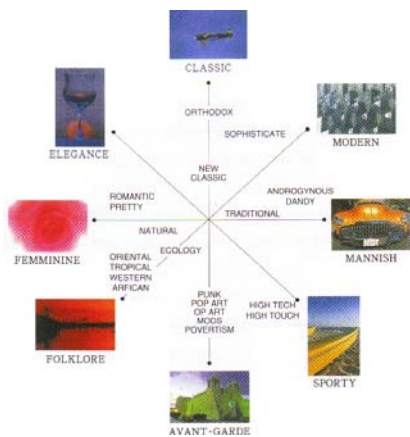 CLASSIC
ORTHODOX
SOPHISTICATE
ELEGANCE
MODERN
NEW
CLASSIC
ROMANTIC
PRETTY
ANDROGYNOUS
DANDY
TRADITIONAL
NATURAL
FEMMININE
ECOLOGY
MANNISH
ORIENTAL
TROPICAL
WESTERN
ARFICAN
FOLKLORE
PUNK
POP ART
OP ART
MODS
POVERTISM
HIGH TECH
HIGH TOUCH
SPORTY
AVANT-GARDE